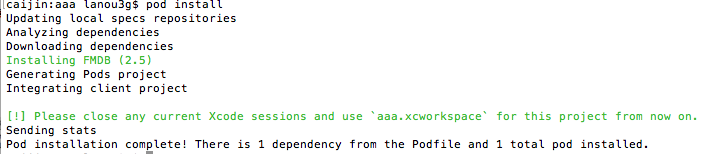 caijin:aaa lanou3g$ pod install
Updating local specs repositories
Analyzing dependencies
Downloading dependencies
Installing FMDB (2.5)
Generating Pods project
Integrating client project
[!] Please close any current Xcode sessions and use `aaa.xcworkspace` for this project from now on.
Sending stats
Pod installation complete! There is 1 dependency from the Podfile and 1 total pod installed.